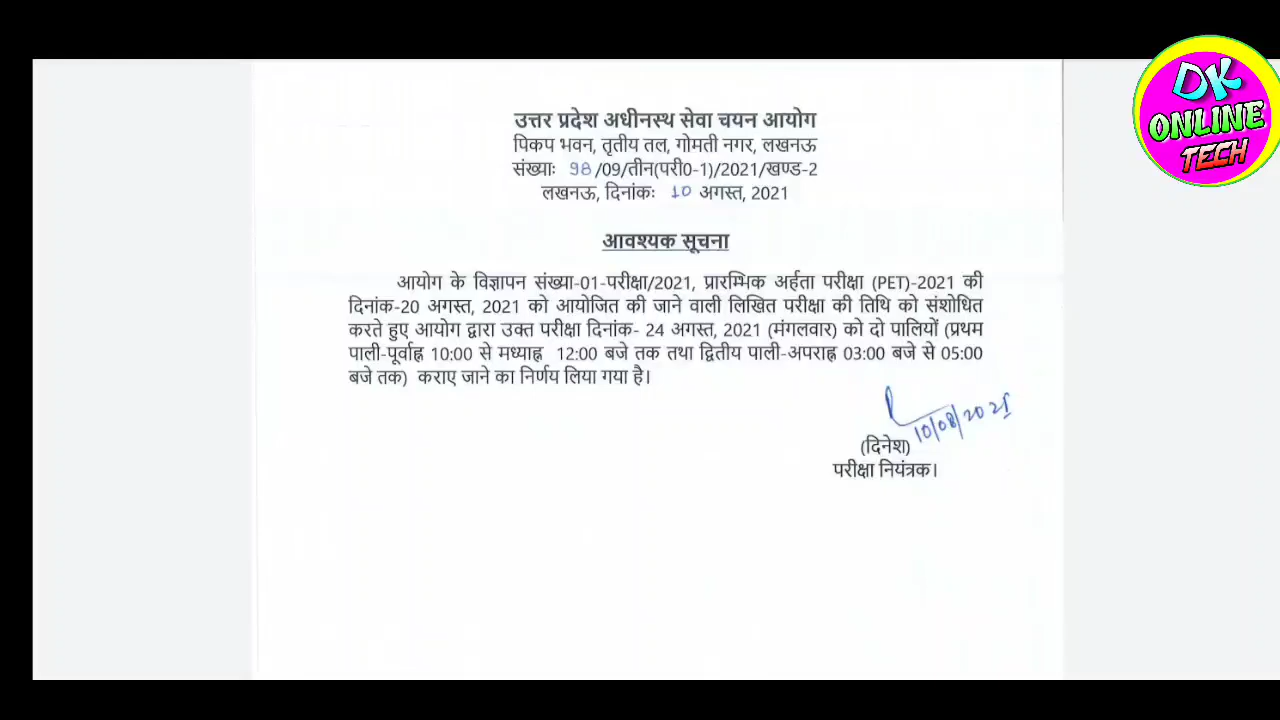 उत्तर प्रदेश अधीनस्थ सेवा चयन आयोग
पिकप भवन, तृतीय तल, गोमती नगर, लखनऊ
संख्याः 98/09/तीन(परी0-1)/2021/खण्ड-2
लखनऊ, दिनांकः 10 अगस्त, 2021
आवश्यक सूचना
आयोग के विज्ञापन संख्या-01-परीक्षा/2021, प्रारम्भिक अर्हता परीक्षा (PET)-2021 की
दिनांक-20 अगस्त, 2021 को आयोजित की जाने वाली लिखित परीक्षा की तिथि को संशोधित
करते हुए आयोग द्वारा उक्त परीक्षा दिनांक- 24 अगस्त, 2021 (मंगलवार) को दो पालियों (प्रथम
पाली-पूर्वाह्न 10:00 से मध्याह्न 12:00 बजे तक तथा द्वितीय पाली-अपराह्न 03:00 बजे से 05:00
बजे तक) कराए जाने का निर्णय लिया गया है।
10/08/2021
(दिनेश)
परीक्षा नियंत्रक।
DK
ONLINE
TECH